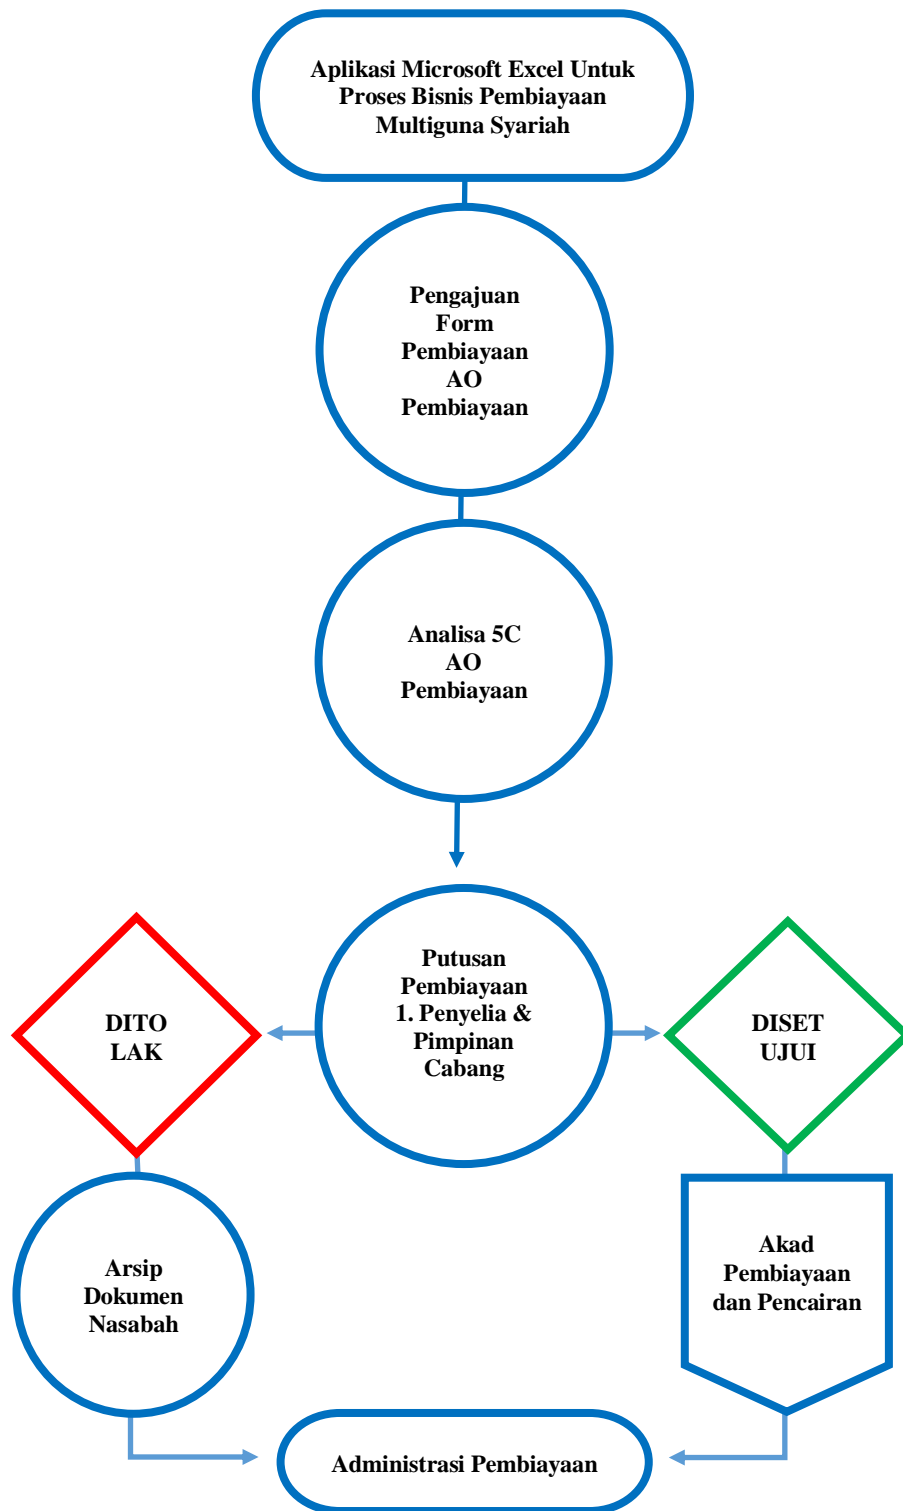 Aplikasi Microsoft Excel Untuk
Proses Bisnis Pembiayaan
Multiguna Syariah
Pengajuan
Form
Pembiayaan
AO
Pembiayaan
Analisa 5C
AO
Pembiayaan
Putusan
Pembiayaan
1. Penyelia &
Pimpinan
Cabang
DITO
LAK
DISET
UJUI
Arsip
Dokumen
Nasabah
Akad
Pembiayaan
dan Pencairan
Administrasi Pembiayaan